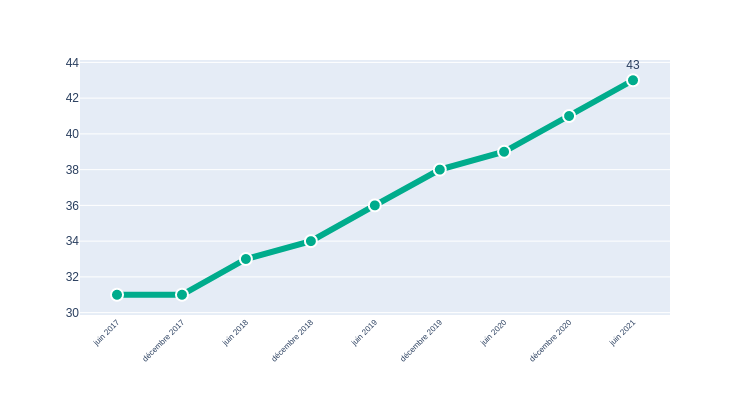 44
43
42
40
38
36
34
32
30
juin 2017
décembre 2017
juin 2018
décembre 2018
juin 2019
décembre 2019
juin 2020
décembre 2020
juin 2021